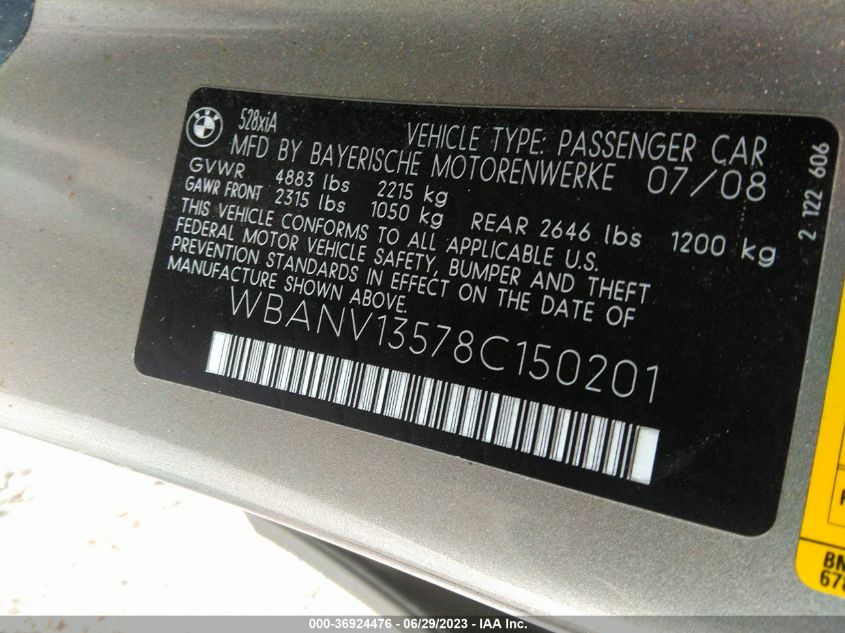 528xiA
VEHICLE TYPE: PASSENGER CAR
MFD BY BAYERISCHE MOTORENWERKE 07/08
GVWR 4883 lbs 2215 kg
GAWR FRONT 2315 lbs 1050 kg REAR 2646 lbs 1200 kg
THIS VEHICLE CONFORMS TO ALL APPLICABLE U.S.
FEDERAL MOTOR VEHICLE SAFETY, BUMPER AND THEFT
PREVENTION STANDARDS IN EFFECT ON THE DATE OF
MANUFACTURE SHOWN ABOVE.
WBANV13578C150201
2 122 606
BM
678
000-36924476 - 06/29/2023 - IAA Inc.